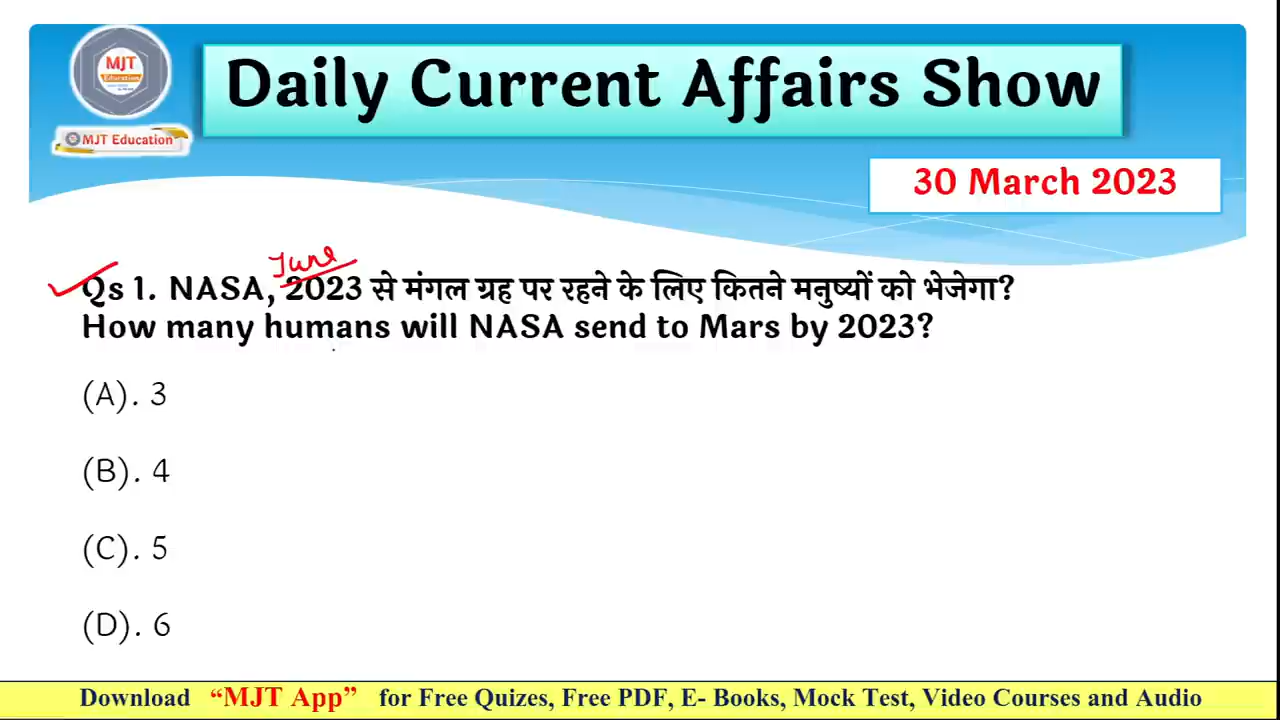 MJT
Education
MJT Education
Daily Current Affairs Show
30 March 2023
June
Qs 1. NASA, 2023 से मंगल ग्रह पर रहने के लिए कितने मनुष्यों को भेजेगा?
How many humans will NASA send to Mars by 2023?
(A). 3
(B). 4
(C). 5
(D). 6
Download “MJT App” for Free Quizes, Free PDF, E- Books, Mock Test, Video Courses and Audio